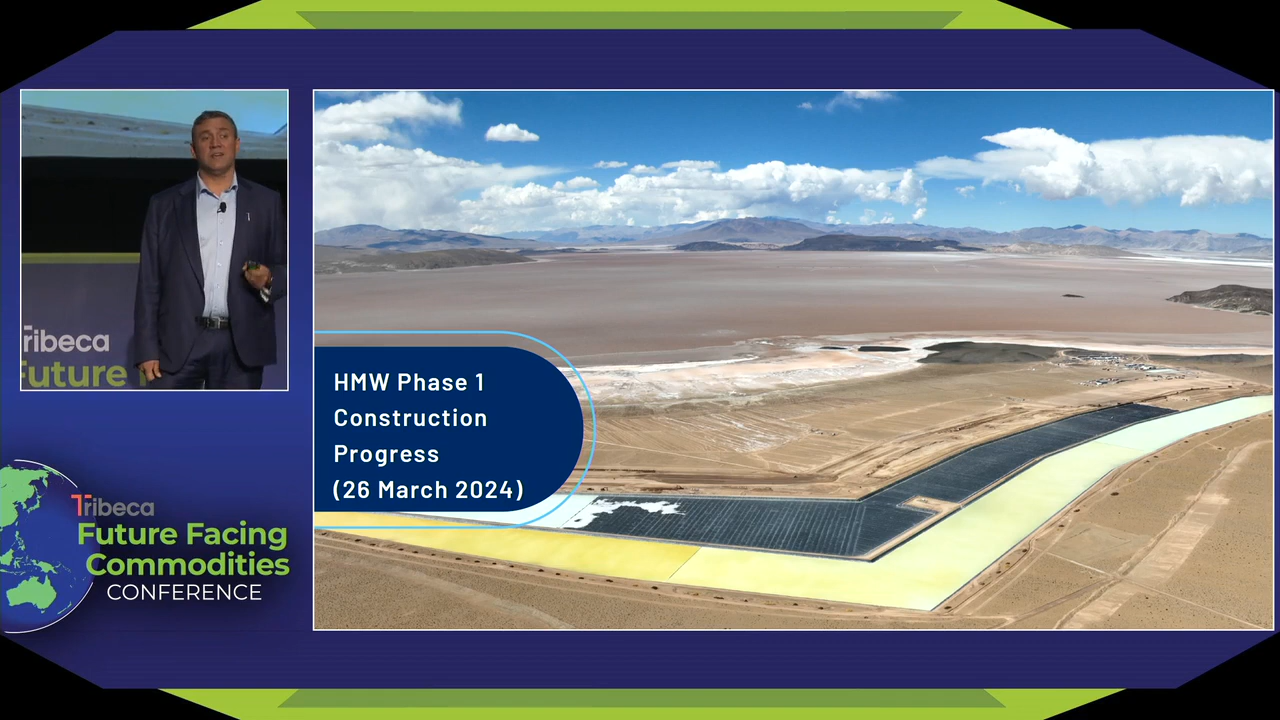 Tribeca
Future
HMW Phase 1
Construction
Progress
(26 March 2024)
Tribeca
Future Facing
Commodities
CONFERENCE